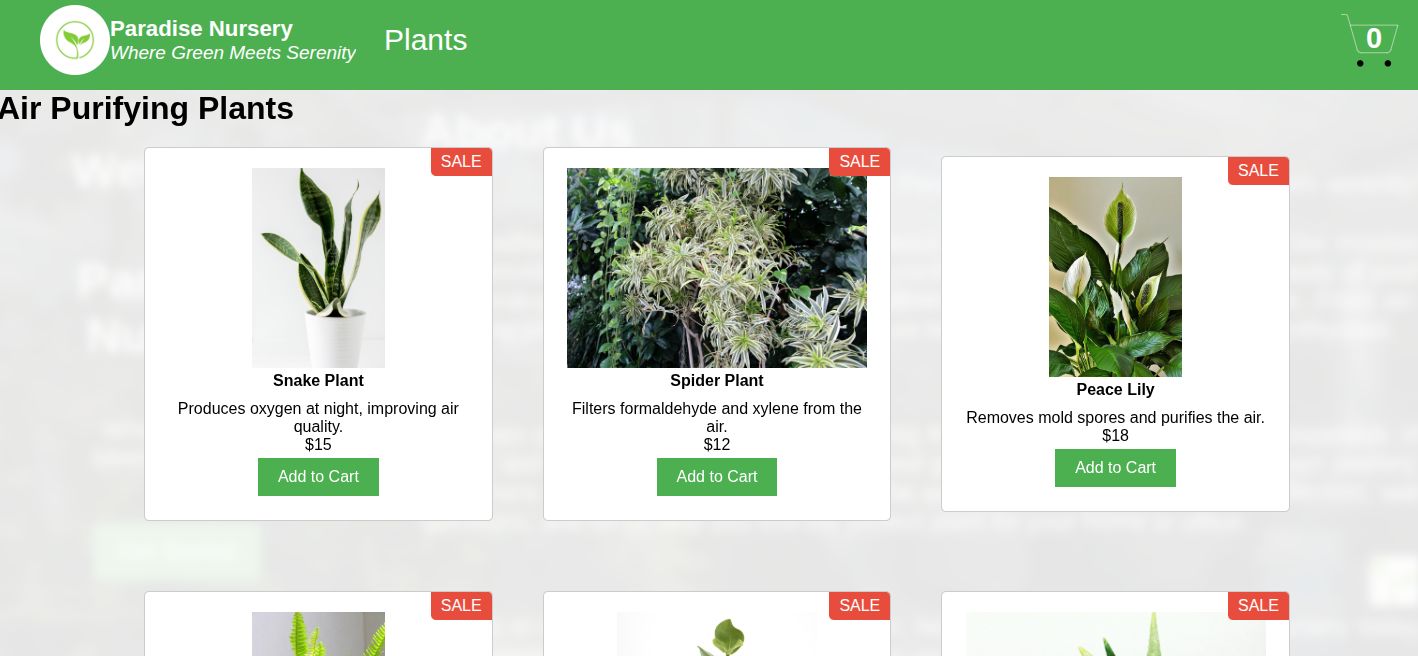 Paradise Nursery
Where Green Meets Serenity
Plants
0
Air Purifying Plants
SALE
Snake Plant
Produces oxygen at night, improving air
quality.
$15
Add to Cart
SALE
Spider Plant
Filters formaldehyde and xylene from the
air.
$12
Add to Cart
SALE
Peace Lily
Removes mold spores and purifies the air.
$18
Add to Cart
SALE
SALE
SALE
About Us